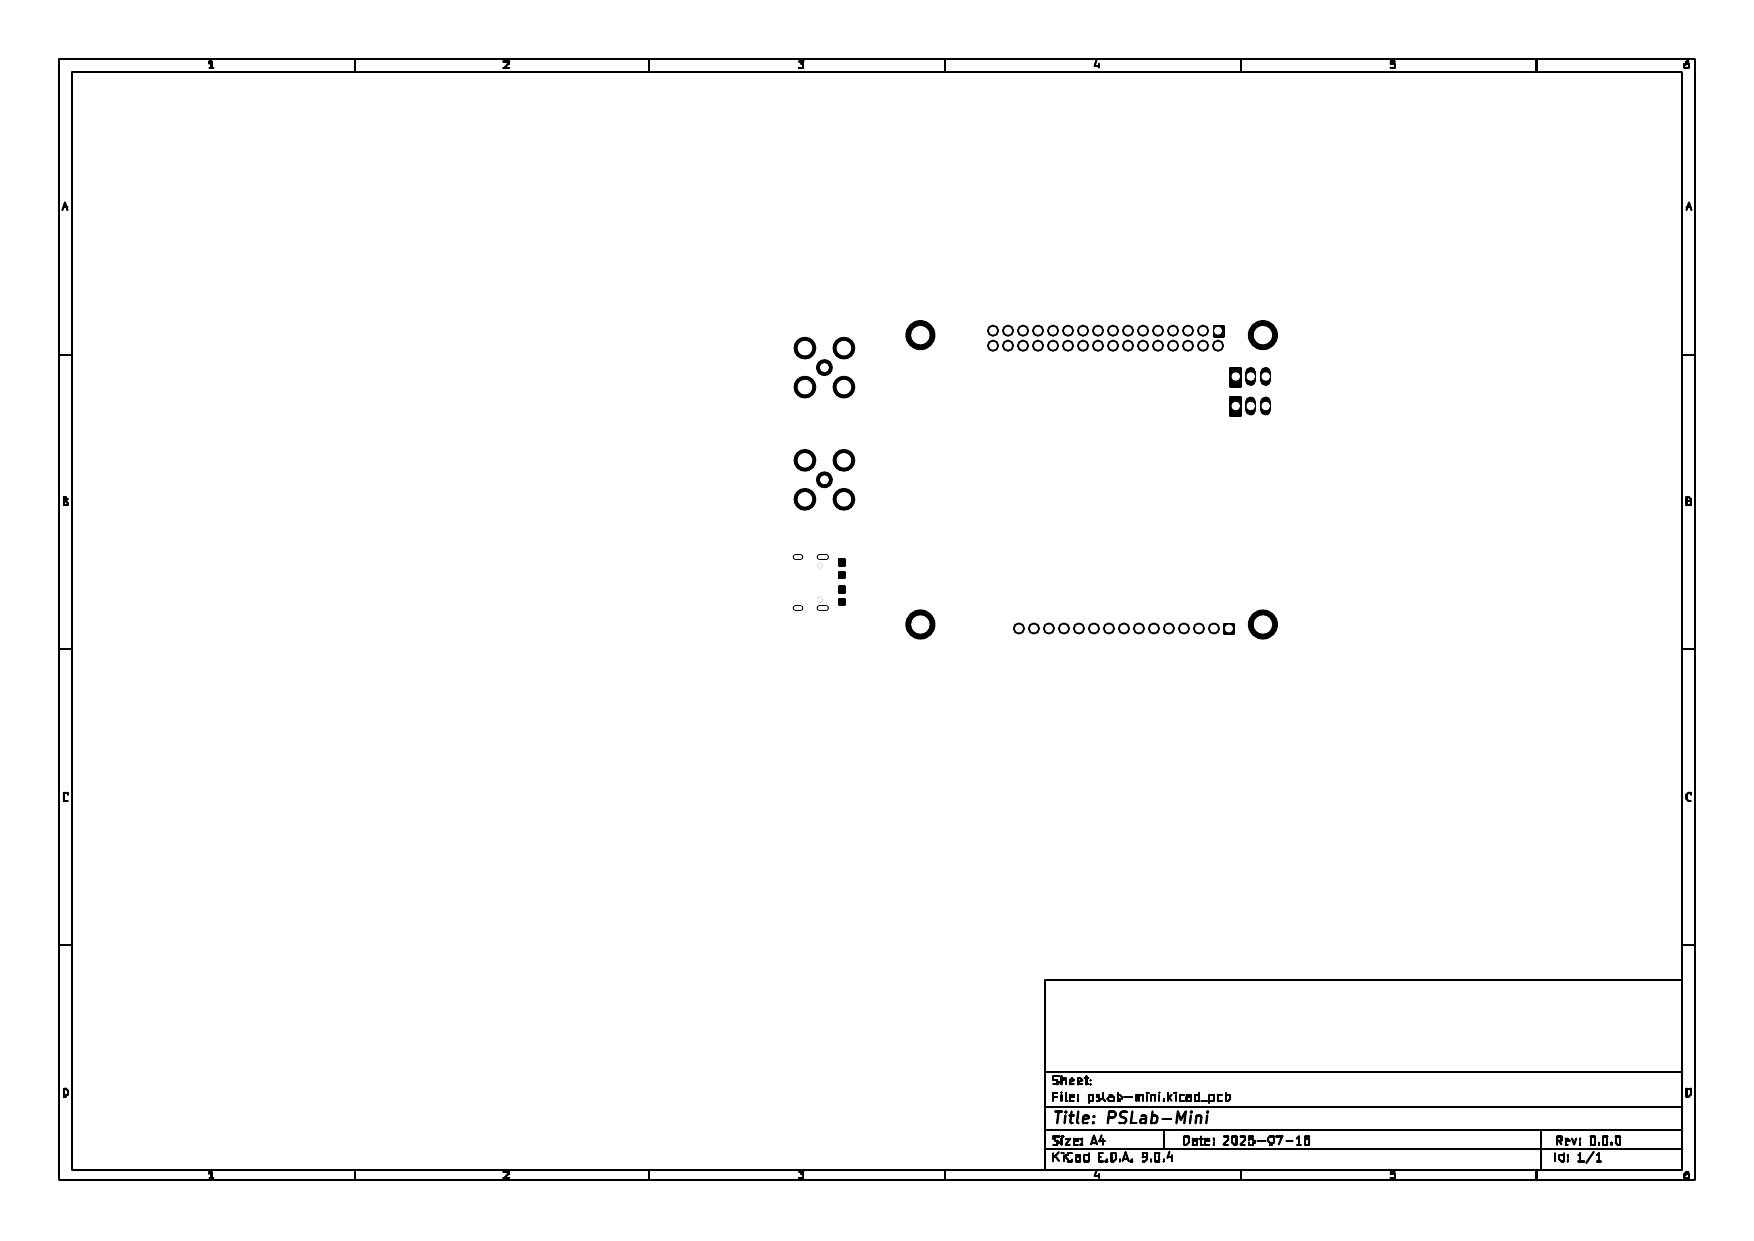 1 2 3 4 5 6
A A
B B
C C
D D
Sheet:
File: pslab-mini.kicad_pcb
Title: PSLab-Mini
Size: A4 Date: 2025-07-16 Rev: 0.0.0
KiCad E.D.A. 9.0.4 Id: 1/1
1 2 3 4 5 6